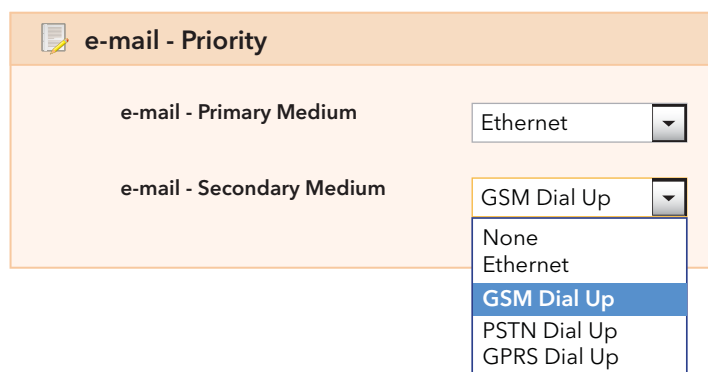 e-mail - Priority
e-mail - Primary Medium
Ethernet
e-mail - Secondary Medium
GSM Dial Up
None
Ethernet
GSM Dial Up
PSTN Dial Up
GPRS Dial Up